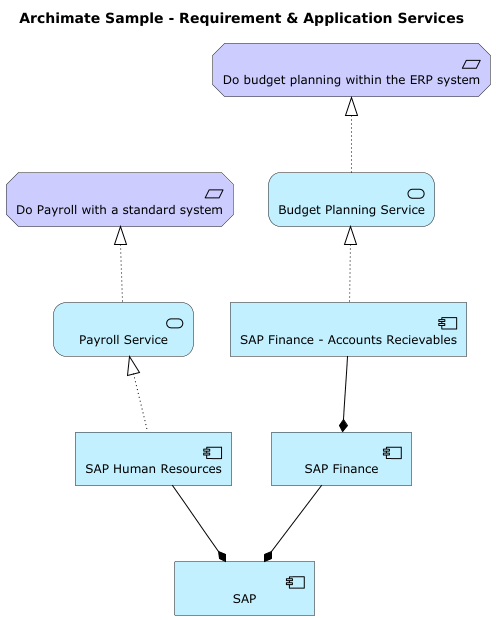 Archimate Sample - Requirement & Application Services
Do budget planning within the ERP system
Do Payroll with a standard system
Budget Planning Service
Payroll Service
SAP Finance - Accounts Recievables
SAP Human Resources
SAP Finance
SAP